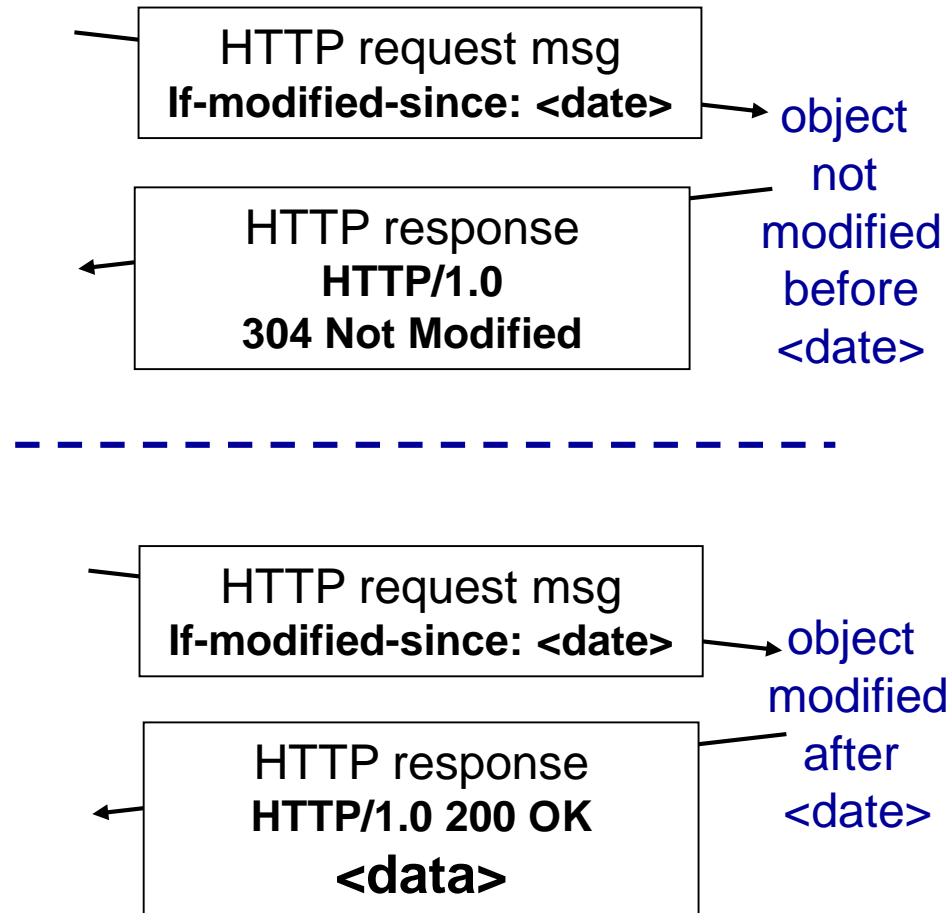 HTTP request msg
If-modified-since: <date>
object
not
modified
before
<date>
HTTP response
HTTP/1.0
304 Not Modified
HTTP request msg
If-modified-since: <date>
object
modified
after
<date>
HTTP response
HTTP/1.0 200 OK
<data>